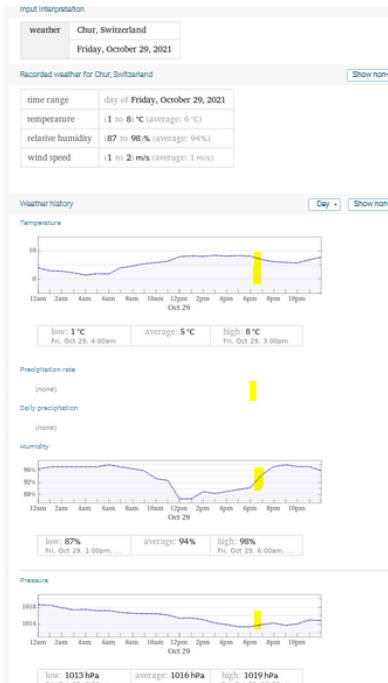 Input interpretation
weather Chur, Switzerland
Friday, October 29, 2021
Recorded weather for Chur, Switzerland Show non-
time range day of Friday, October 29, 2021
temperature (1 to 8) °C (average: 6 °C)
relative humidity (87 to 98)% (average: 94%)
wind speed (1 to 2) m/s (average: 1 m/s)
Weather history Day Show non-
Temperature
10
0
12am 2am 4am 6am 8am 10am 12pm 2pm 4pm 6pm 8pm 10pm
Oct 29
low: 1 °C average: 5 °C high: 8 °C
Fri, Oct 29, 4:00am Fri, Oct 29, 3:00pm
Precipitation rate
(none)
Daily precipitation
(none)
Humidity
96%
92%
88%
12am 2am 4am 6am 8am 10am 12pm 2pm 4pm 6pm 8pm 10pm
Oct 29
low: 87% average: 94% high: 98%
Fri, Oct 29, 1:00pm, ... Fri, Oct 29, 6:00am, ...
Pressure
1018
1014
12am 2am 4am 6am 8am 10am 12pm 2pm 4pm 6pm 8pm 10pm
Oct 29
low: 1013 hPa average: 1016 hPa high: 1019 hPa